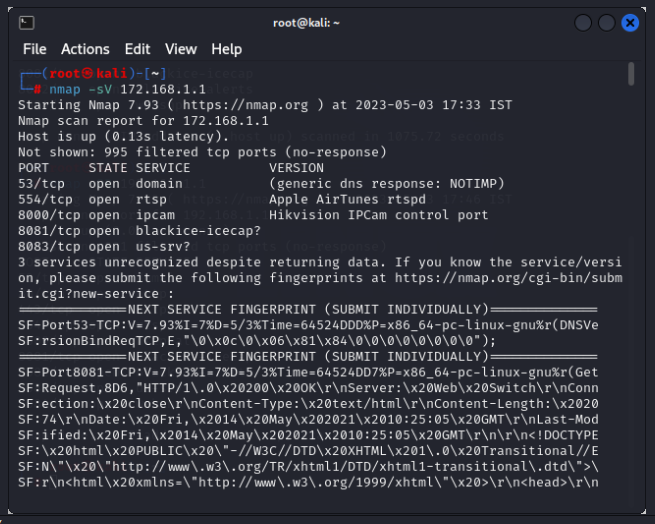 root@kali: ~
File Actions Edit View Help
┌──(root㉿kali)-[~]
└─# nmap -sV 172.168.1.1
Starting Nmap 7.93 ( https://nmap.org ) at 2023-05-03 17:33 IST
Nmap scan report for 172.168.1.1
Host is up (0.13s latency).
Not shown: 995 filtered tcp ports (no-response)
PORT     STATE SERVICE         VERSION
53/tcp   open  domain          (generic dns response: NOTIMP)
554/tcp  open  rtsp            Apple AirTunes rtspd
8000/tcp open  ipcam           Hikvision IPCam control port
8081/tcp open  blackice-icecap?
8083/tcp open  us-srv?
3 services unrecognized despite returning data. If you know the service/versi
on, please submit the following fingerprints at https://nmap.org/cgi-bin/subm
it.cgi?new-service :
==============NEXT SERVICE FINGERPRINT (SUBMIT INDIVIDUALLY)==============
SF-Port53-TCP:V=7.93%I=7%D=5/3%Time=64524DDD%P=x86_64-pc-linux-gnu%r(DNSVe
SF:rsionBindReqTCP,E,"\0\x0c\0\x06\x81\x84\0\0\0\0\0\0\0\0");
==============NEXT SERVICE FINGERPRINT (SUBMIT INDIVIDUALLY)==============
SF-Port8081-TCP:V=7.93%I=7%D=5/3%Time=64524DD7%P=x86_64-pc-linux-gnu%r(Get
SF:Request,8D6,"HTTP/1\.0\x20200\x20OK\r\nServer:\x20Web\x20Switch\r\nConn
SF:ection:\x20close\r\nContent-Type:\x20text/html\r\nContent-Length:\x2020
SF:74\r\nDate:\x20Fri,\x2014\x20May\x202021\x2010:25:05\x20GMT\r\nLast-Mod
SF:ified:\x20Fri,\x2014\x20May\x202021\x2010:25:05\x20GMT\r\n\r\n<!DOCTYPE
SF:\x20html\x20PUBLIC\x20\"-//W3C//DTD\x20XHTML\x201\.0\x20Transitional//E
SF:N\"\x20\"http://www\.w3\.org/TR/xhtml1/DTD/xhtml1-transitional\.dtd\">\
SF:r\n<html\x20xmlns=\"http://www\.w3\.org/1999/xhtml\"\x20>\r\n<head>\r\n